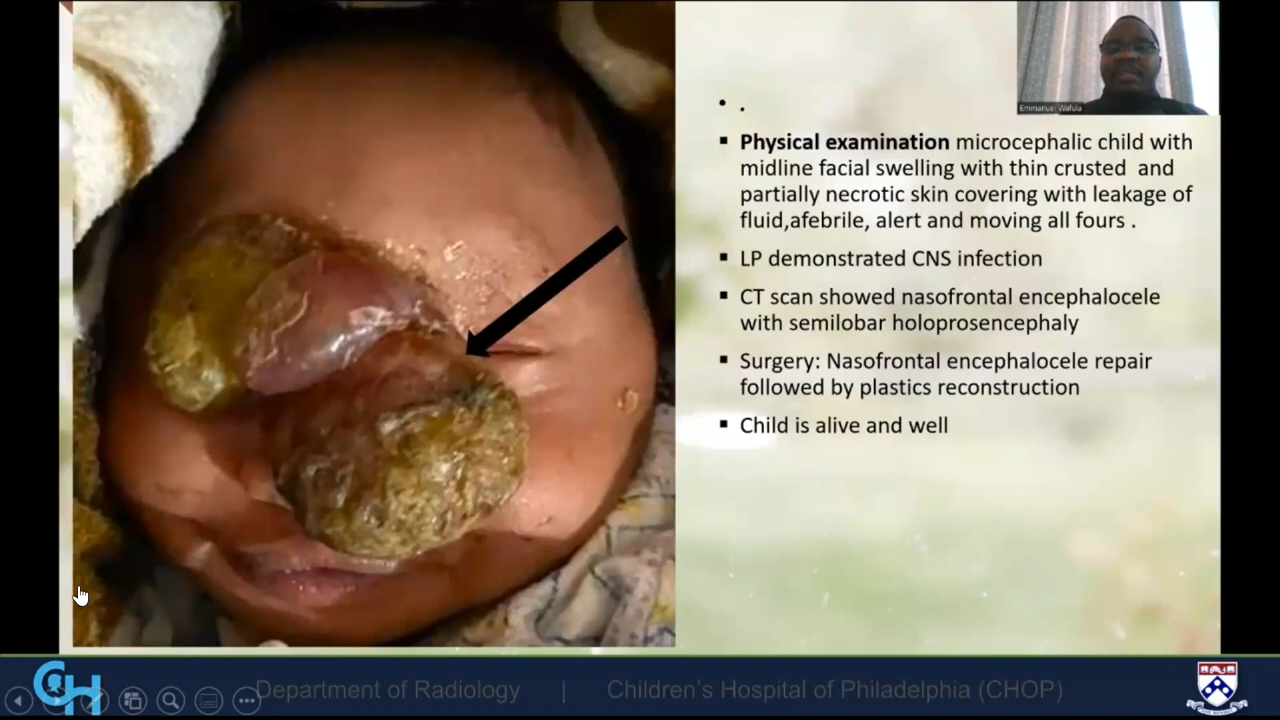 Emmanuel Wafula
.
Physical examination microcephalic child with
midline facial swelling with thin crusted and
partially necrotic skin covering with leakage of
fluid,afebrile, alert and moving all fours .
LP demonstrated CNS infection
CT scan showed nasofrontal encephalocele
with semilobar holoprosencephaly
Surgery: Nasofrontal encephalocele repair
followed by plastics reconstruction
Child is alive and well
CH
Department of Radiology | Children's Hospital of Philadelphia (CHOP)